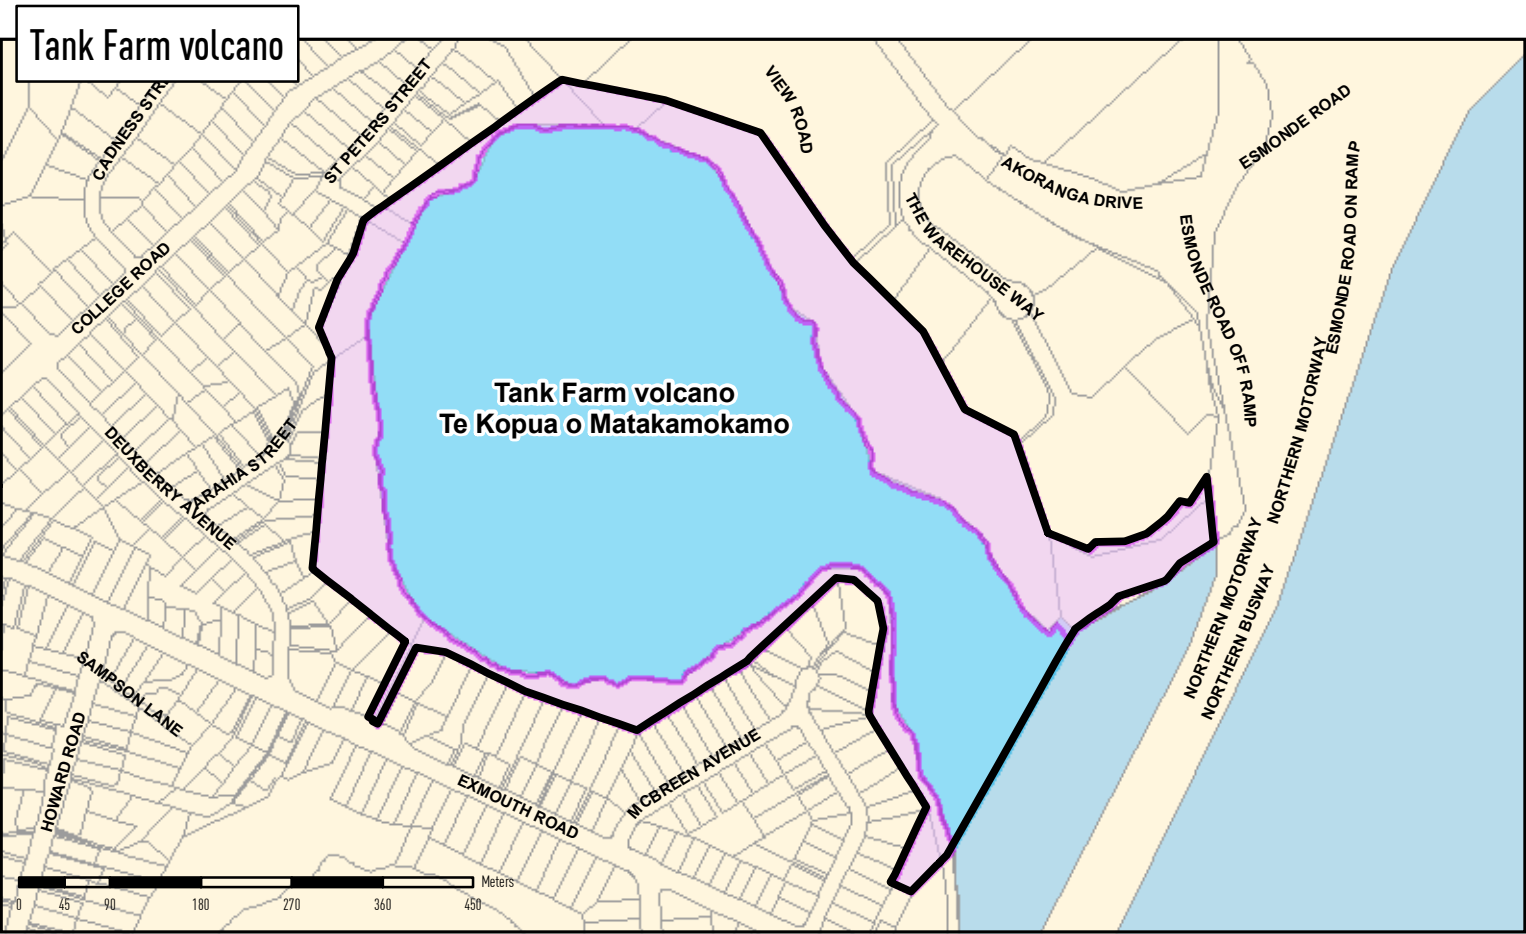 Tank Farm volcano
CADNESS STR
ST PETERS STREET
VIEW ROAD
ESMONDE ROAD
ESMONDE ROAD ON RAMP
AKORANGA DRIVE
THE WAREHOUSE WAY
ESMONDE ROAD OFF RAMP
COLLEGE ROAD
NORTHERN MOTORWAY
Tank Farm volcano
Te Kopua o Matakamokamo
ARAHIA STREET
DEUXBERRY AVENUE
NORTHERN MOTORWAY
NORTHERN BUSWAY
SAMPSON LANE
HOWARD ROAD
MCBREEN AVENUE
EXMOUTH ROAD
Meters
0 45 90 180 270 360 450